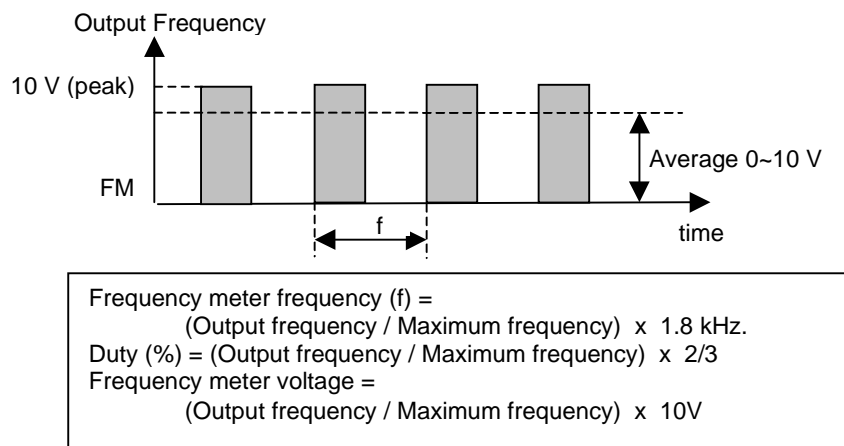 Output Frequency
10 V (peak)
Average 0~10 V
FM
f
time
Frequency meter frequency (f) =
(Output frequency / Maximum frequency) x 1.8 kHz.
Duty (%) = (Output frequency / Maximum frequency) x 2/3
Frequency meter voltage =
(Output frequency / Maximum frequency) x 10V